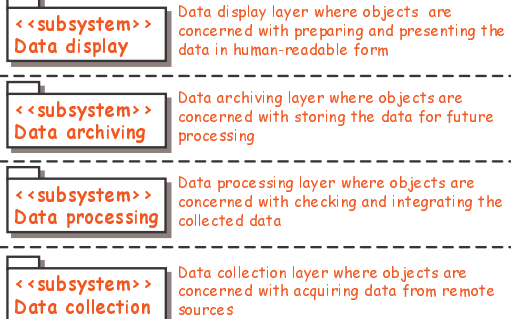 <<subsystem>>
Data display
Data display layer where objects are
concerned with preparing and presenting the
data in human-readable form
<<subsystem>>
Data archiving
Data archiving layer where objects are
concerned with storing the data for future
processing
<<subsystem>>
Data processing
Data processing layer where objects are
concerned with checking and integrating the
collected data
<<subsystem>>
Data collection
Data collection layer where objects are
concerned with acquiring data from remote
sources